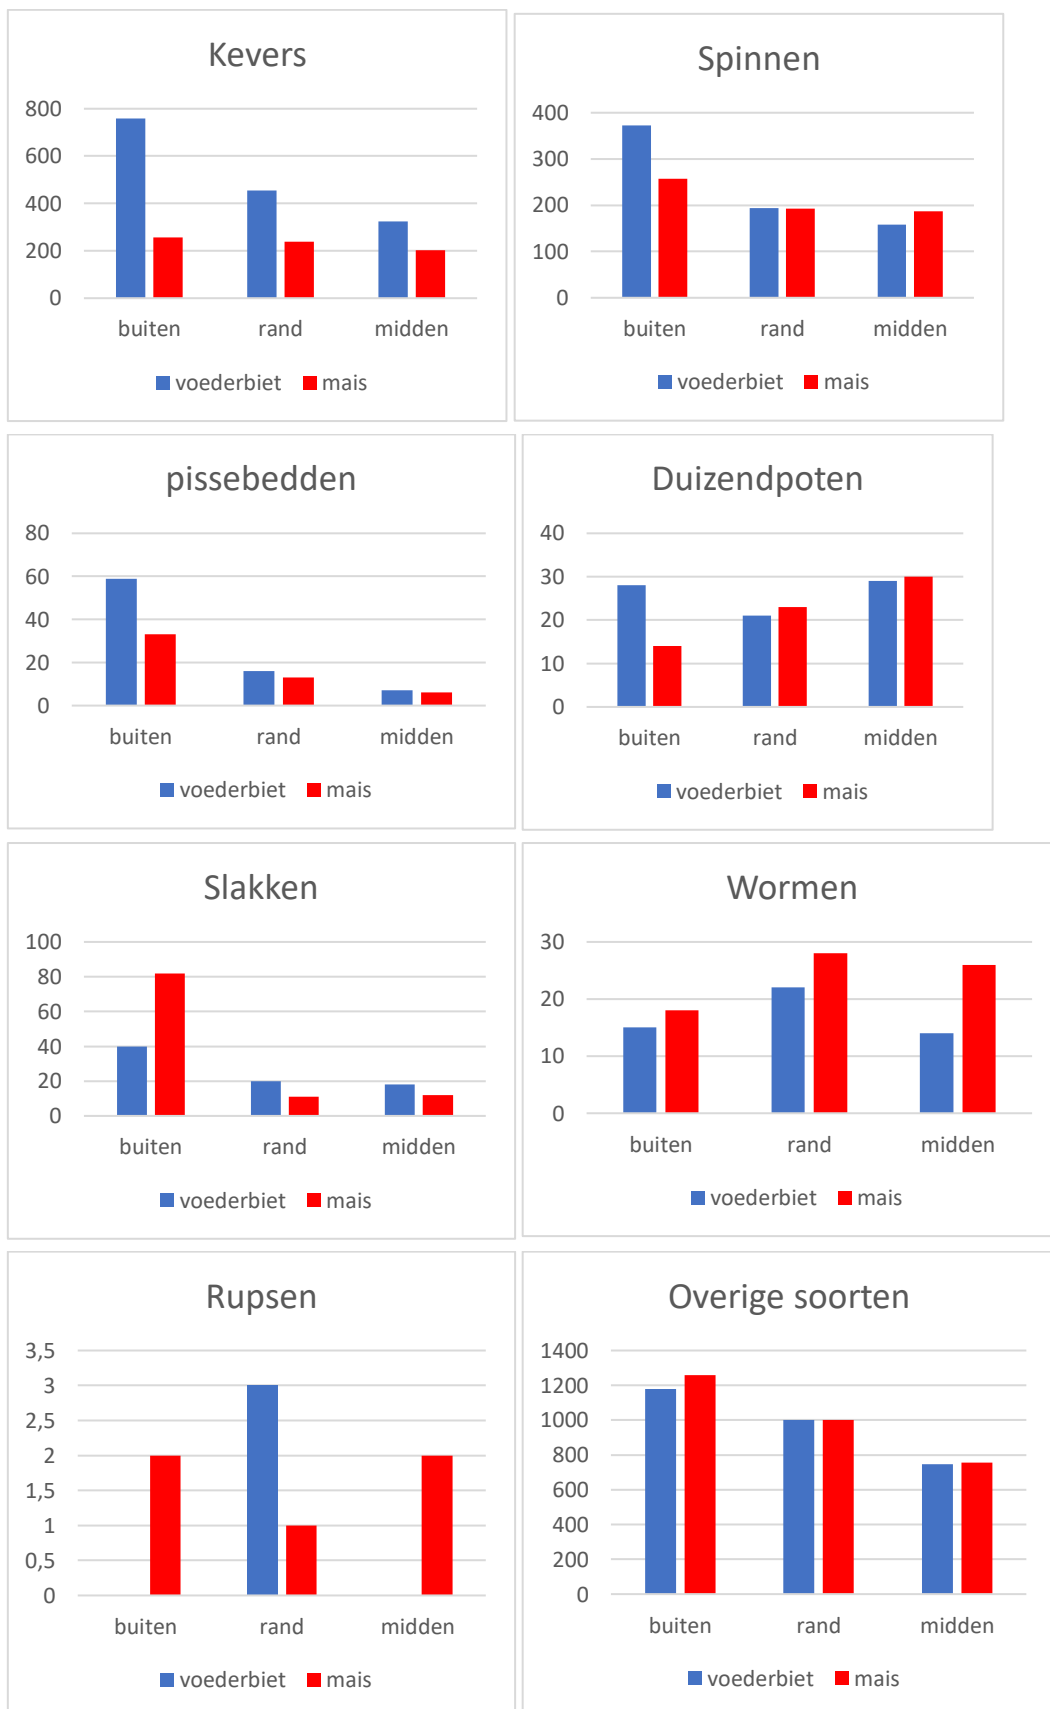 Kevers
800
600
400
200
0
buiten rand midden
voederbiet mais
Spinnen
400
300
200
100
0
buiten rand midden
voederbiet mais
pissebedden
80
60
40
20
0
buiten rand midden
voederbiet mais
Duizendpoten
40
30
20
10
0
buiten rand midden
voederbiet mais
Slakken
100
80
60
40
20
0
buiten rand midden
voederbiet mais
Wormen
30
20
10
0
buiten rand midden
voederbiet mais
Rupsen
3,5
3
2,5
2
1,5
1
0,5
0
buiten rand midden
voederbiet mais
Overige soorten
1400
1200
1000
800
600
400
200
0
buiten rand midden
voederbiet mais